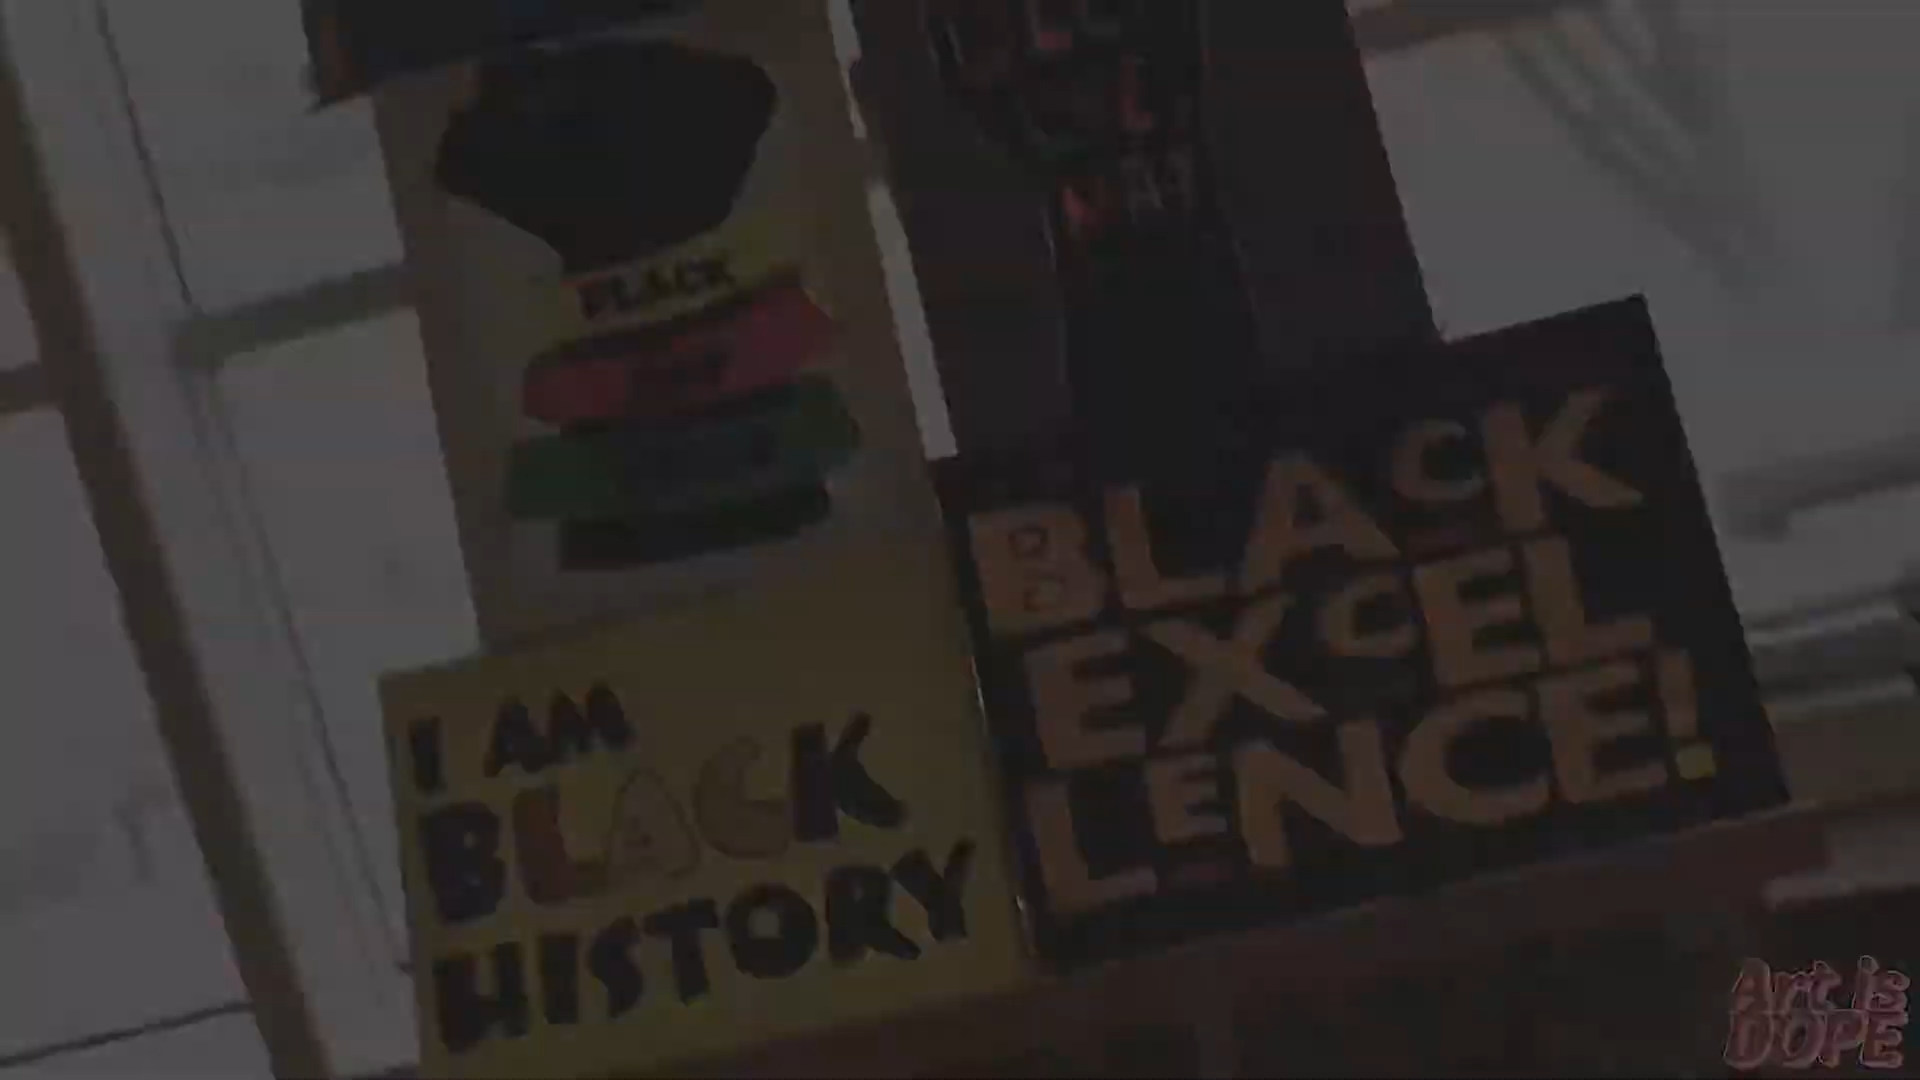 BLACK
I AM
BLACK
HISTORY
BLACK
EXCEL
LENCE!
Art is
DOPE